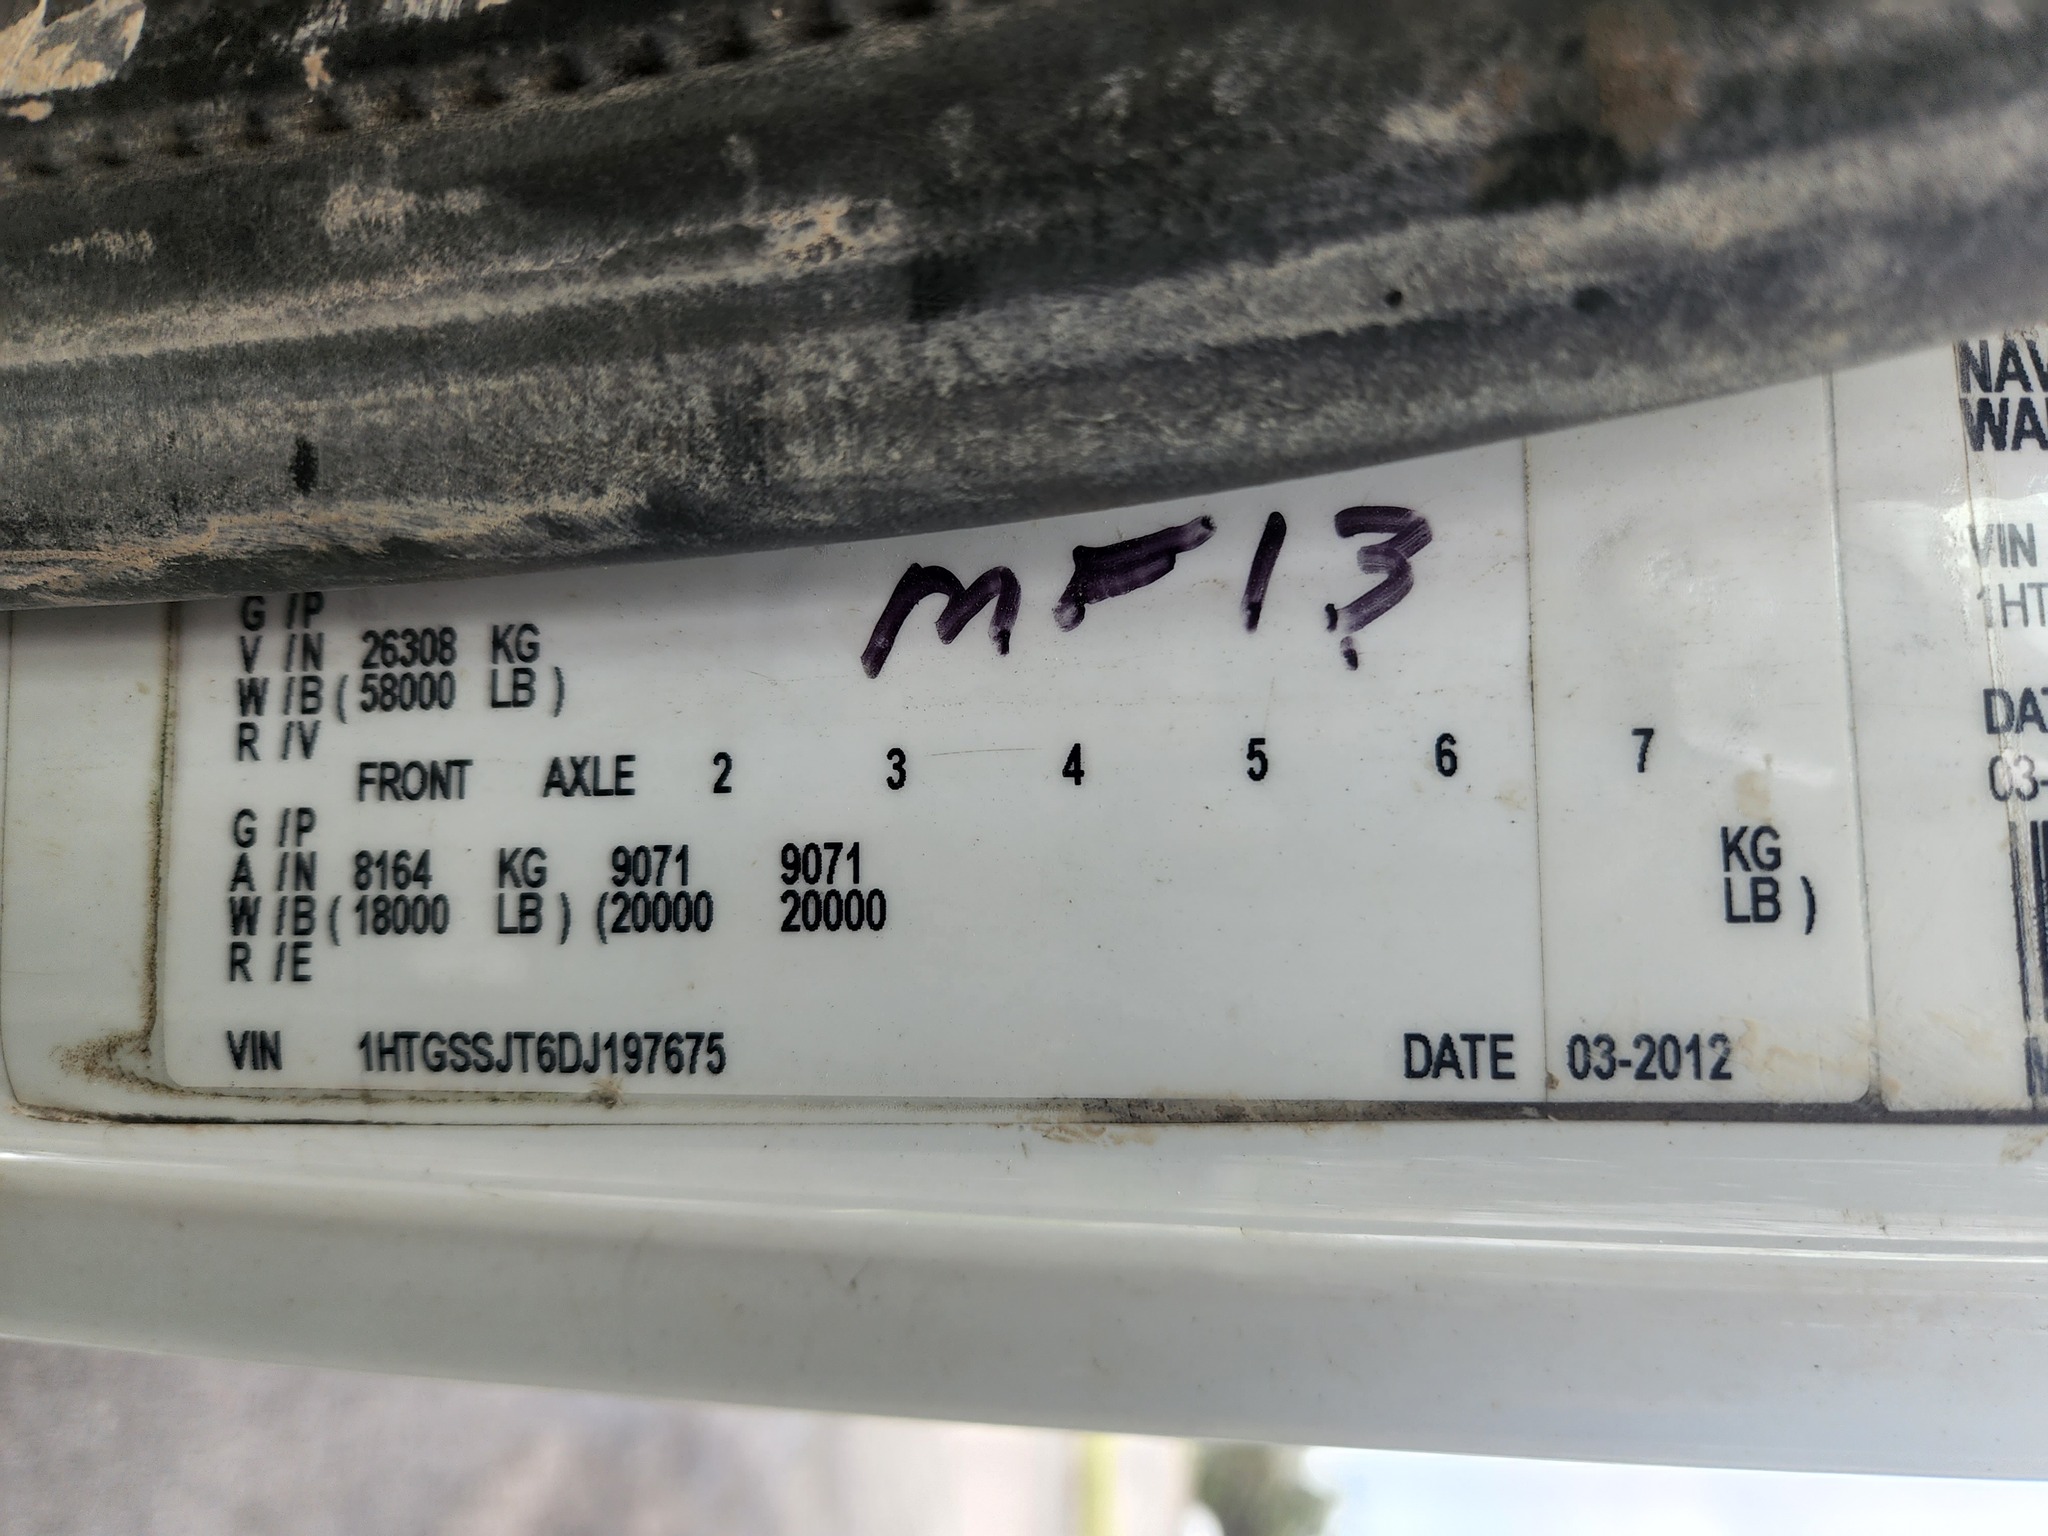 M-13
G /P
V /N 26308 KG
W /B ( 58000 LB )
R /V
FRONT AXLE 2 3 4 5 6 7
G /P
A /N 8164 KG 9071 9071 KG
W /B ( 18000 LB ) (20000 20000 LB )
R /E
VIN 1HTGSSJT6DJ197675 DATE 03-2012
NAV
WA
VIN
1HT
DAT
03-